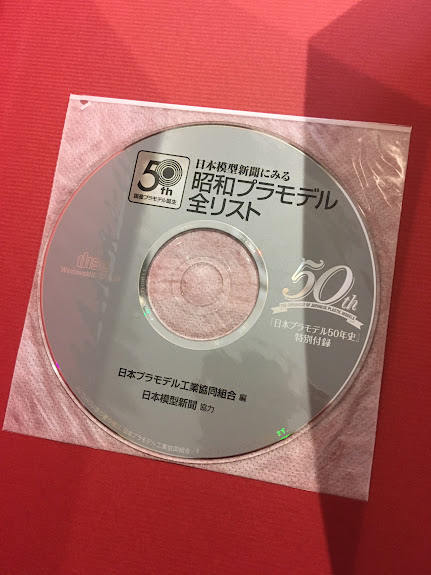 50th
国産プラモデル誕生
日本模型新聞にみる
昭和プラモデル
全リスト
50th
「日本プラモデル50年史」
特別付録
日本プラモデル工業協同組合 編
日本模型新聞 協力